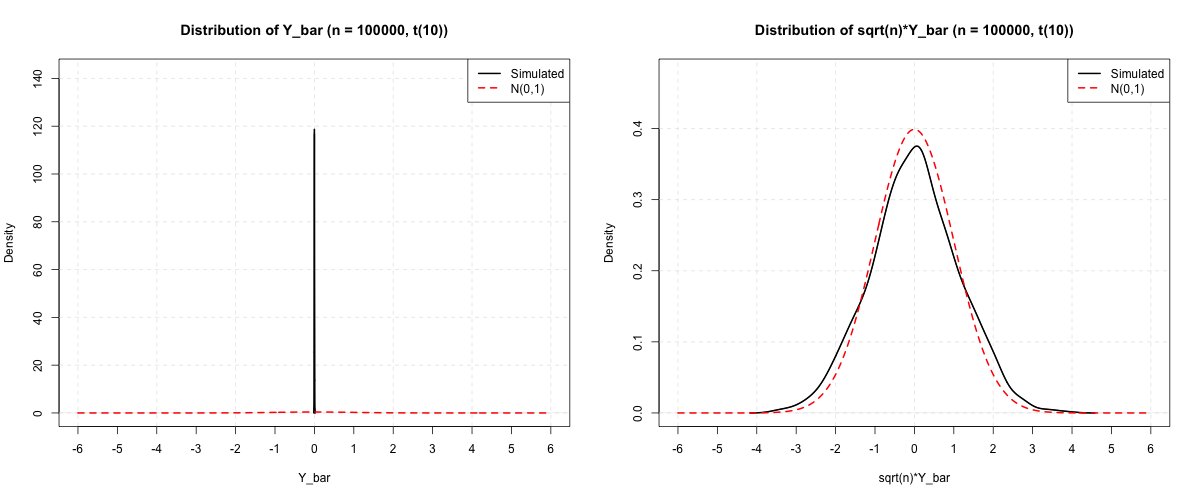 Distribution of Y_bar (n = 100000, t(10))
Simulated
N(0,1)
Density
140
120
100
80
60
40
20
0
-6 -5 -4 -3 -2 -1 0 1 2 3 4 5 6
Y_bar
Distribution of sqrt(n)*Y_bar (n = 100000, t(10))
Simulated
N(0,1)
Density
0.4
0.3
0.2
0.1
0.0
-6 -5 -4 -3 -2 -1 0 1 2 3 4 5 6
sqrt(n)*Y_bar